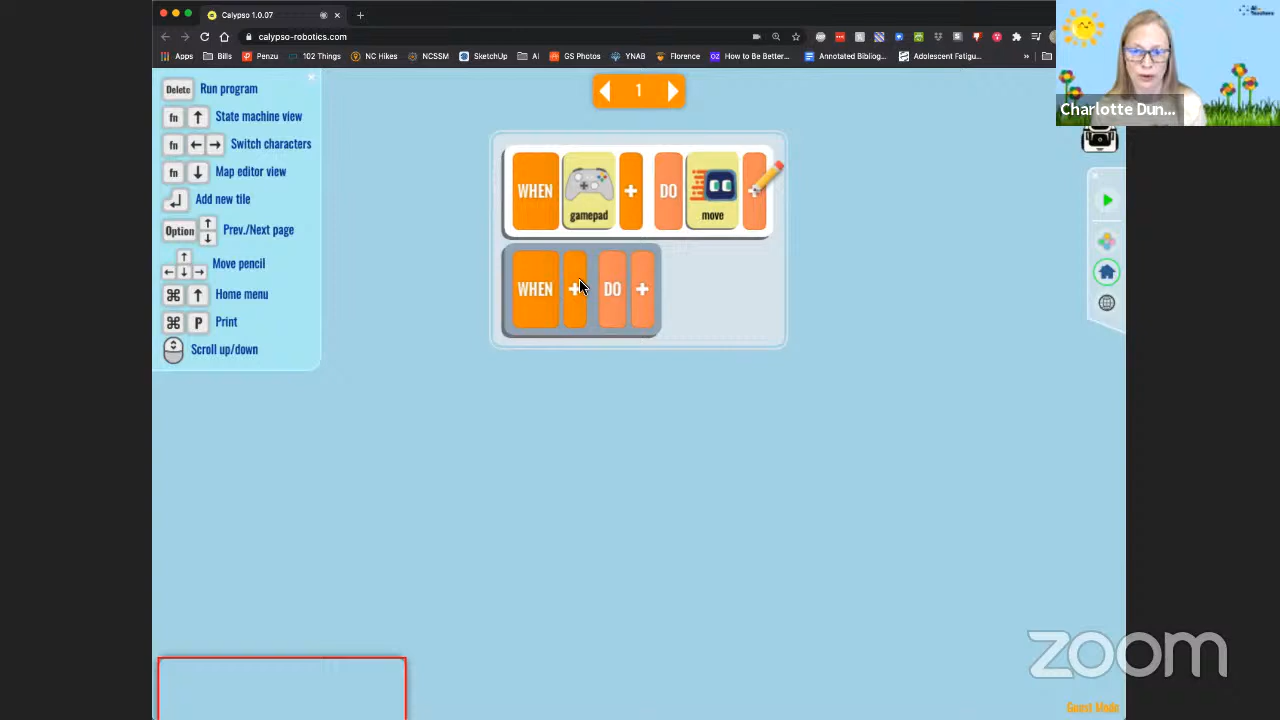 Calypso 1.0.07
calypso-robotics.com
Apps
Bills
Penzu
102 Things
NC Hikes
NCSSM
SketchUp
AI
GS Photos
YNAB
Florence
OZ
How to Be Better...
Annotated Bibliog...
Adolescent Fatigu...
»
Charlotte Dun...
Delete Run program
fn ↑ State machine view
fn ← → Switch characters
fn ↓ Map editor view
Add new tile
Option ↑ ↓ Prev./Next page
↑ ← ↓ → Move pencil
⌘ ↑ Home menu
⌘ P Print
Scroll up/down
1
WHEN gamepad + DO move +
WHEN + DO +
zoom
Guest Mode